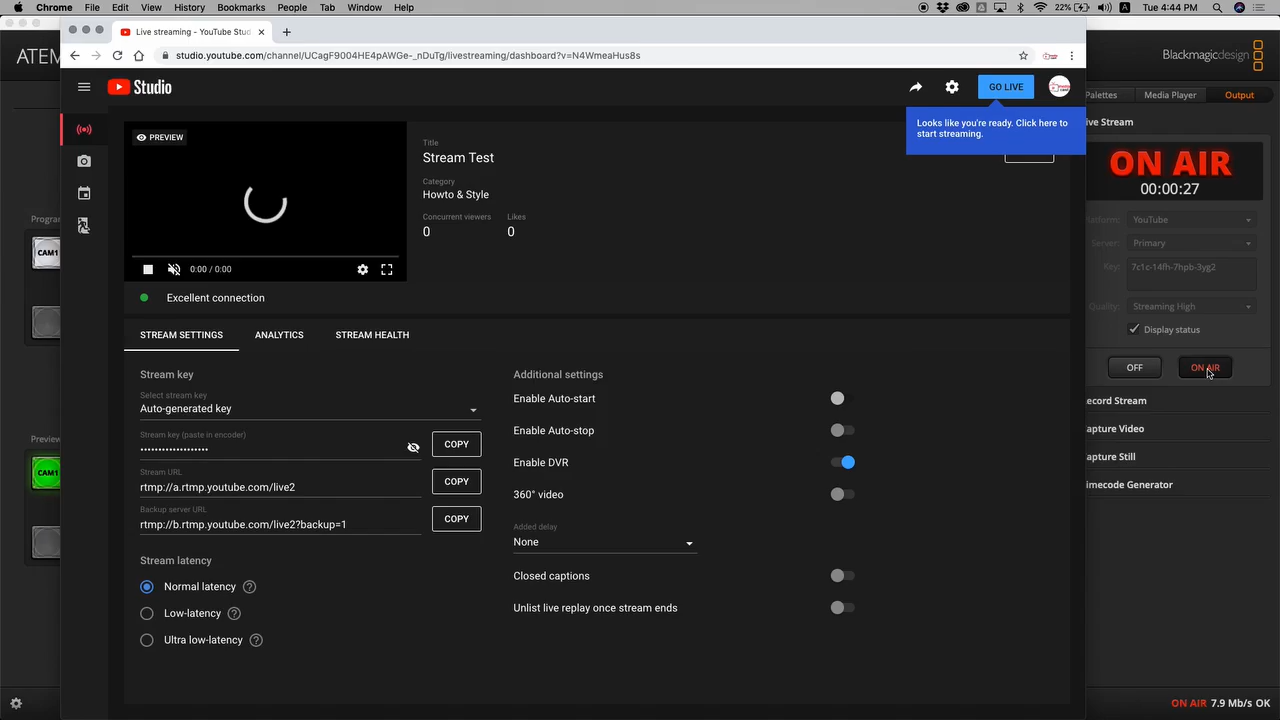 Chrome File Edit View History Bookmarks People Tab Window Help 22% A Tue 4:44 PM
Live streaming - YouTube Stud
studio.youtube.com/channel/UCagF9004HE4pAWGe-_nDuTg/livestreaming/dashboard?v=N4WmeaHus8s
ATEM
Blackmagicdesign
Studio
GO LIVE
Palettes Media Player Output
Looks like you're ready. Click here to
start streaming.
ive Stream
PREVIEW
Title
Stream Test
Category
Howto & Style
Concurrent viewers Likes
0 0
0:00 / 0:00
Excellent connection
ON AIR
00:00:27
latform: YouTube
Server: Primary
Key: 7c1c-14fh-7hpb-3yg2
Quality: Streaming High
Display status
OFF ON AIR
ecord Stream
apture Video
apture Still
imecode Generator
Progra
CAM1
Preview
CAM1
STREAM SETTINGS ANALYTICS STREAM HEALTH
Stream key
Select stream key
Auto-generated key
Stream key (paste in encoder)
••••••••••••••••••• COPY
Stream URL
rtmp://a.rtmp.youtube.com/live2 COPY
Backup server URL
rtmp://b.rtmp.youtube.com/live2?backup=1 COPY
Stream latency
Normal latency
Low-latency
Ultra low-latency
Additional settings
Enable Auto-start
Enable Auto-stop
Enable DVR
360° video
Added delay
None
Closed captions
Unlist live replay once stream ends
ON AIR 7.9 Mb/s OK